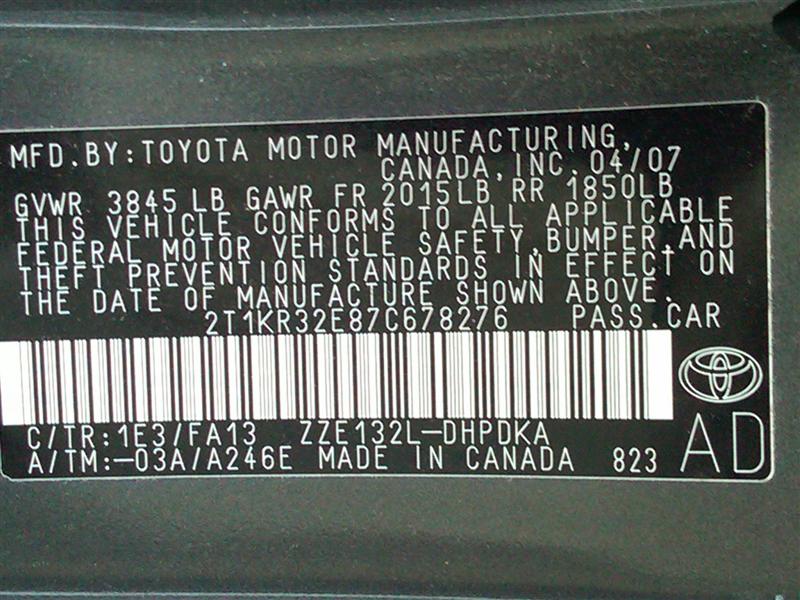 MFD.BY:TOYOTA MOTOR MANUFACTURING,
CANADA,INC. 04/07
GVWR 3845 LB GAWR FR 2015LB RR 1850LB
THIS VEHICLE CONFORMS TO ALL APPLICABLE
FEDERAL MOTOR VEHICLE SAFETY,BUMPER,AND
THEFT PREVENTION STANDARDS IN EFFECT ON
THE DATE OF MANUFACTURE SHOWN ABOVE.
2T1KR32E87C678276 PASS.CAR
C/TR:1E3/FA13 ZZE132L-DHPDKA
A/TM:-03A/A246E MADE IN CANADA 823
AD